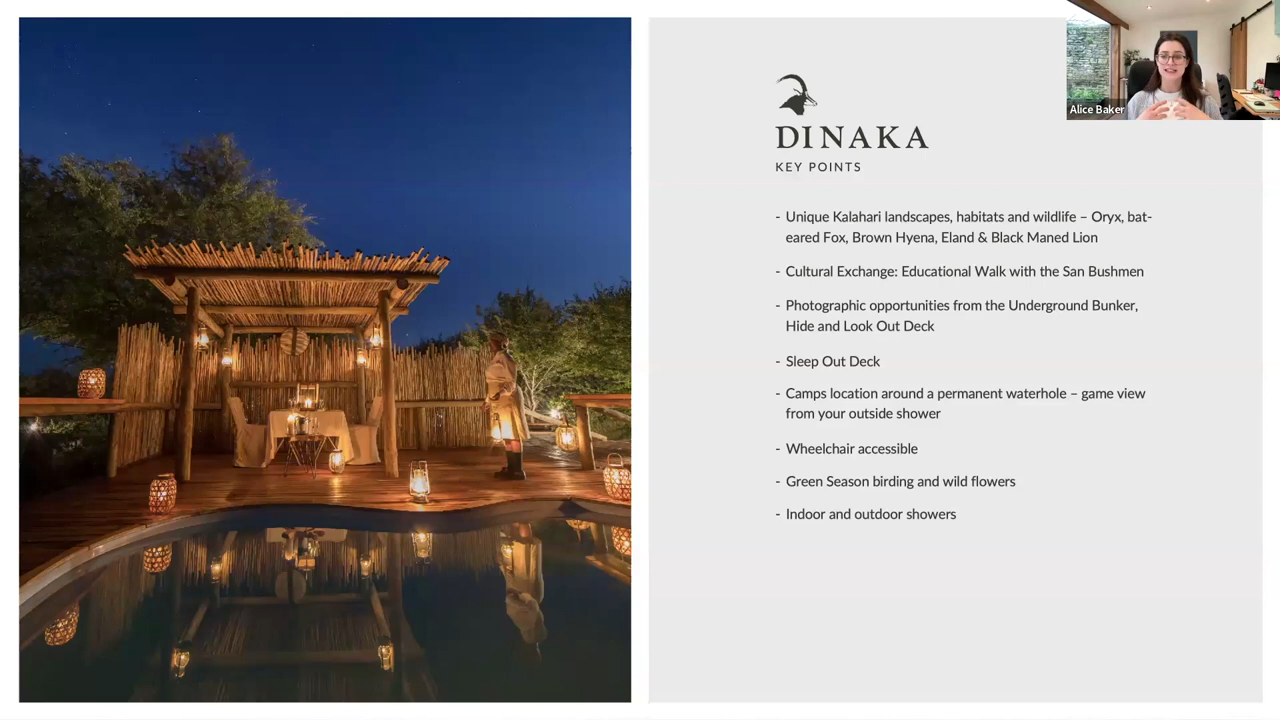 Alice Baker
DINAKA
KEY POINTS
- Unique Kalahari landscapes, habitats and wildlife – Oryx, bat-
eared Fox, Brown Hyena, Eland & Black Maned Lion
- Cultural Exchange: Educational Walk with the San Bushmen
- Photographic opportunities from the Underground Bunker,
Hide and Look Out Deck
- Sleep Out Deck
- Camps location around a permanent waterhole – game view
from your outside shower
- Wheelchair accessible
- Green Season birding and wild flowers
- Indoor and outdoor showers